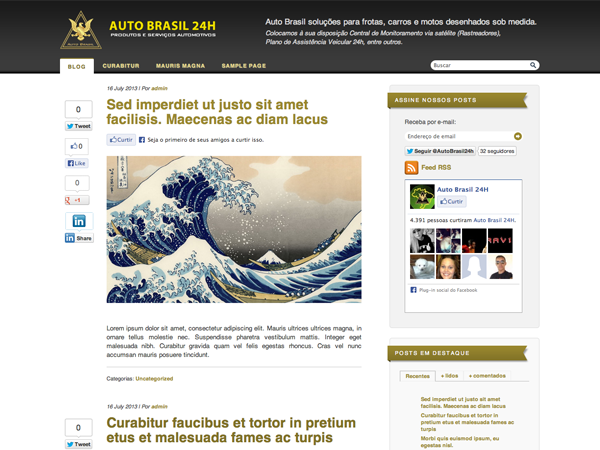 AUTO BRASIL 24H
PRODUTOS E SERVIÇOS AUTOMOTIVOS
Auto Brasil soluções para frotas, carros e motos desenhados sob medida.
Colocamos à sua disposição Central de Monitoramento via satélite (Rastreadores),
Plano de Assistência Veicular 24h, entre outros.
BLOG
CURABITUR
MAURIS MAGNA
SAMPLE PAGE
Buscar
0
Tweet
0
Like
0
+1
Share
16 July 2013 I Por admin
Sed imperdiet ut justo sit amet
facilisis. Maecenas ac diam lacus
Curtir
Seja o primeiro de seus amigos a curtir isso.
Lorem ipsum dolor sit amet, consectetur adipiscing elit. Mauris ultrices ultrices magna, in
ornare tellus molestie nec. Suspendisse pharetra vestibulum mattis. Integer eget
malesuada nibh. Curabitur gravida quam vel felis egestas rhoncus. Cras vel nunc
accumsan mauris posuere tincidunt.
Categorias: Uncategorized
0
Tweet
16 July 2013 I Por admin
Curabitur faucibus et tortor in pretium
etus et malesuada fames ac turpis
ASSINE NOSSOS POSTS
Receba por e-mail:
Endereço de email
Seguir @AutoBrasil24h
32 seguidores
Feed RSS
Auto Brasil 24H
Curtir
4.391 pessoas curtiram Auto Brasil 24H.
Plug-in social do Facebook
POSTS EM DESTAQUE
Recentes
+ lidos
+ comentados
Sed imperdiet ut justo sit amet
facilisis. Maecenas ac diam lacus
Curabitur faucibus et tortor in pretium
etus et malesuada fames ac
turpis
Morbi quis euismod ipsum, eu
egestas nisl.